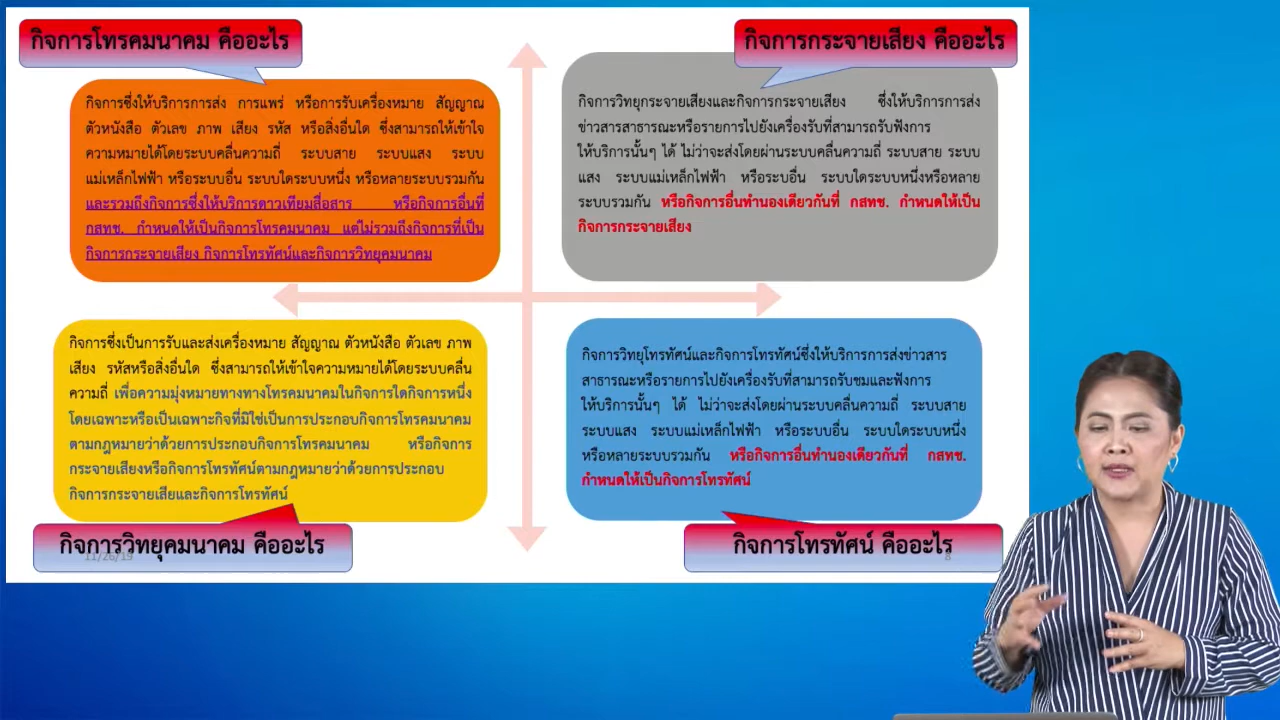 กิจการโทรคมนาคม คืออะไร
กิจการซึ่งให้บริการการส่ง การแพร่ หรือการรับเครื่องหมาย สัญญาณ
ตัวหนังสือ ตัวเลข ภาพ เสียง รหัส หรือสิ่งอื่นใด ซึ่งสามารถให้เข้าใจ
ความหมายได้โดยระบบคลื่นความถี่ ระบบสาย ระบบแสง ระบบ
แม่เหล็กไฟฟ้า หรือระบบอื่น ระบบใดระบบหนึ่ง หรือหลายระบบรวมกัน
และรวมถึงกิจการซึ่งให้บริการดาวเทียมสื่อสาร หรือกิจการอื่นที่
กสทช. กำหนดให้เป็นกิจการโทรคมนาคม แต่ไม่รวมถึงกิจการที่เป็น
กิจการกระจายเสียง กิจการโทรทัศน์และกิจการวิทยุคมนาคม
กิจการกระจายเสียง คืออะไร
กิจการวิทยุกระจายเสียงและกิจการกระจายเสียง ซึ่งให้บริการการส่ง
ข่าวสารสาธารณะหรือรายการไปยังเครื่องรับที่สามารถรับฟังการ
ให้บริการนั้นๆ ได้ ไม่ว่าจะส่งโดยผ่านระบบคลื่นความถี่ ระบบสาย ระบบ
แสง ระบบแม่เหล็กไฟฟ้า หรือระบอื่น ระบบใดระบบหนึ่งหรือหลาย
ระบบรวมกัน หรือกิจการอื่นทำนองเดียวกันที่ กสทช. กำหนดให้เป็น
กิจการกระจายเสียง
กิจการซึ่งเป็นการรับและส่งเครื่องหมาย สัญญาณ ตัวหนังสือ ตัวเลข ภาพ
เสียง รหัสหรือสิ่งอื่นใด ซึ่งสามารถให้เข้าใจความหมายได้โดยระบบคลื่น
ความถี่ เพื่อความมุ่งหมายทางทางโทรคมนาคมในกิจการใดกิจการหนึ่ง
โดยเฉพาะหรือเป็นเฉพาะกิจที่มิใช่เป็นการประกอบกิจการโทรคมนาคม
ตามกฎหมายว่าด้วยการประกอบกิจการโทรคมนาคม หรือกิจการ
กระจายเสียงหรือกิจการโทรทัศน์ตามกฎหมายว่าด้วยการประกอบ
กิจการกระจายเสียและกิจการโทรทัศน์
กิจการวิทยุคมนาคม คืออะไร
11/26/19
กิจการวิทยุโทรทัศน์และกิจการโทรทัศน์ซึ่งให้บริการการส่งข่าวสาร
สาธารณะหรือรายการไปยังเครื่องรับที่สามารถรับชมและฟังการ
ให้บริการนั้นๆ ได้ ไม่ว่าจะส่งโดยผ่านระบบคลื่นความถี่ ระบบสาย
ระบบแสง ระบบแม่เหล็กไฟฟ้า หรือระบบอื่น ระบบใดระบบหนึ่ง
หรือหลายระบบรวมกัน หรือกิจการอื่นทำนองเดียวกันที่ กสทช.
กำหนดให้เป็นกิจการโทรทัศน์
กิจการโทรทัศน์ คืออะไร
8